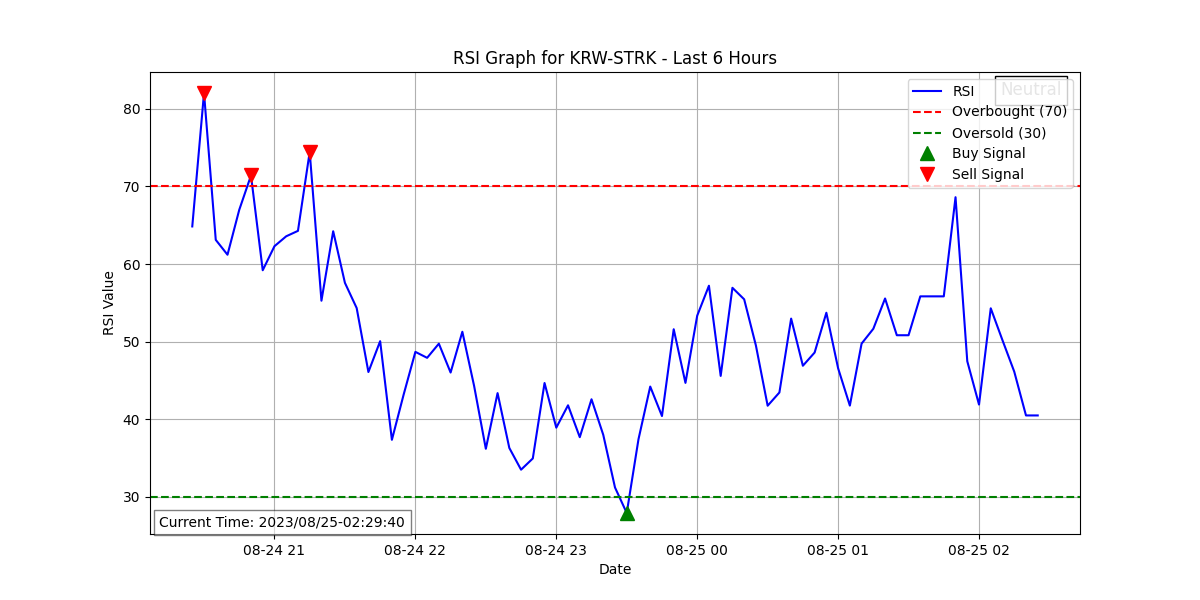 RSI Graph for KRW-STRK - Last 6 Hours
Neutral
RSI
Overbought (70)
Oversold (30)
Buy Signal
Sell Signal
RSI Value
80
70
60
50
40
30
Current Time: 2023/08/25-02:29:40
08-24 21
08-24 22
08-24 23
08-25 00
08-25 01
08-25 02
Date